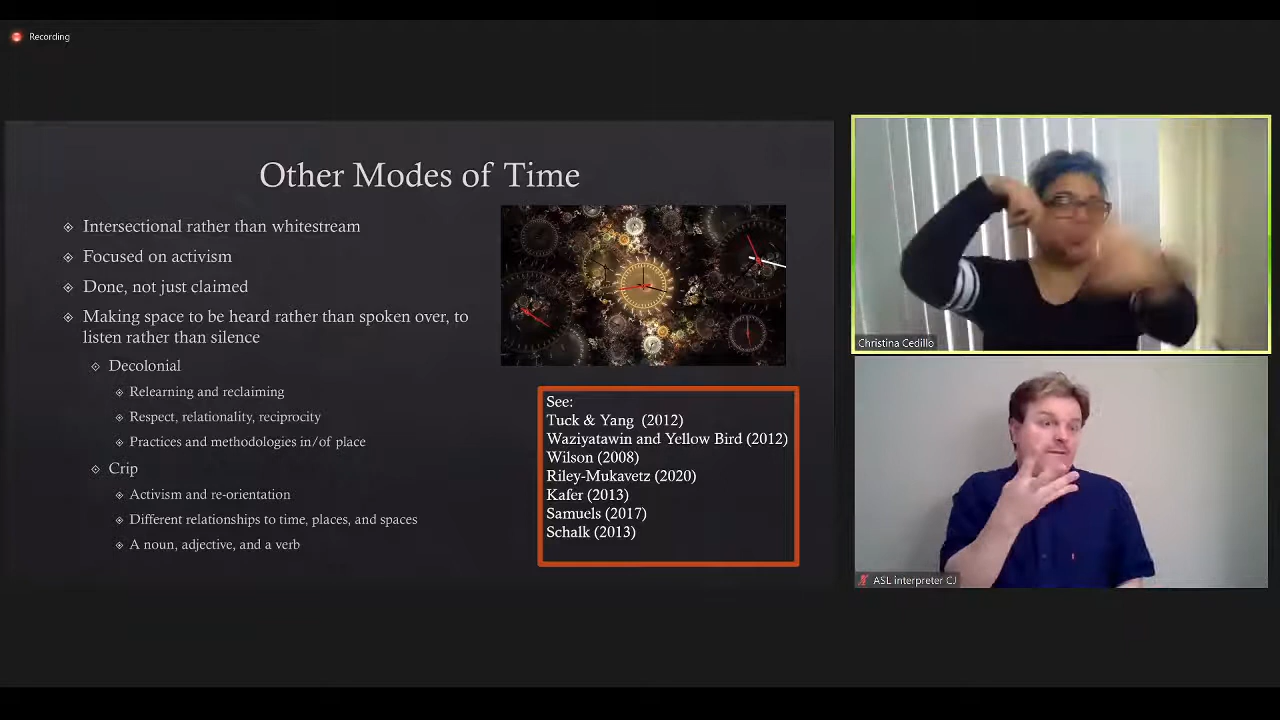 Recording
Other Modes of Time
Intersectional rather than whitestream
Focused on activism
Done, not just claimed
Making space to be heard rather than spoken over, to
listen rather than silence
Decolonial
Relearning and reclaiming
Respect, relationality, reciprocity
Practices and methodologies in/of place
Crip
Activism and re-orientation
Different relationships to time, places, and spaces
A noun, adjective, and a verb
See:
Tuck & Yang (2012)
Waziyatawin and Yellow Bird (2012)
Wilson (2008)
Riley-Mukavetz (2020)
Kafer (2013)
Samuels (2017)
Schalk (2013)
Christina Cedillo
ASL interpreter CJ